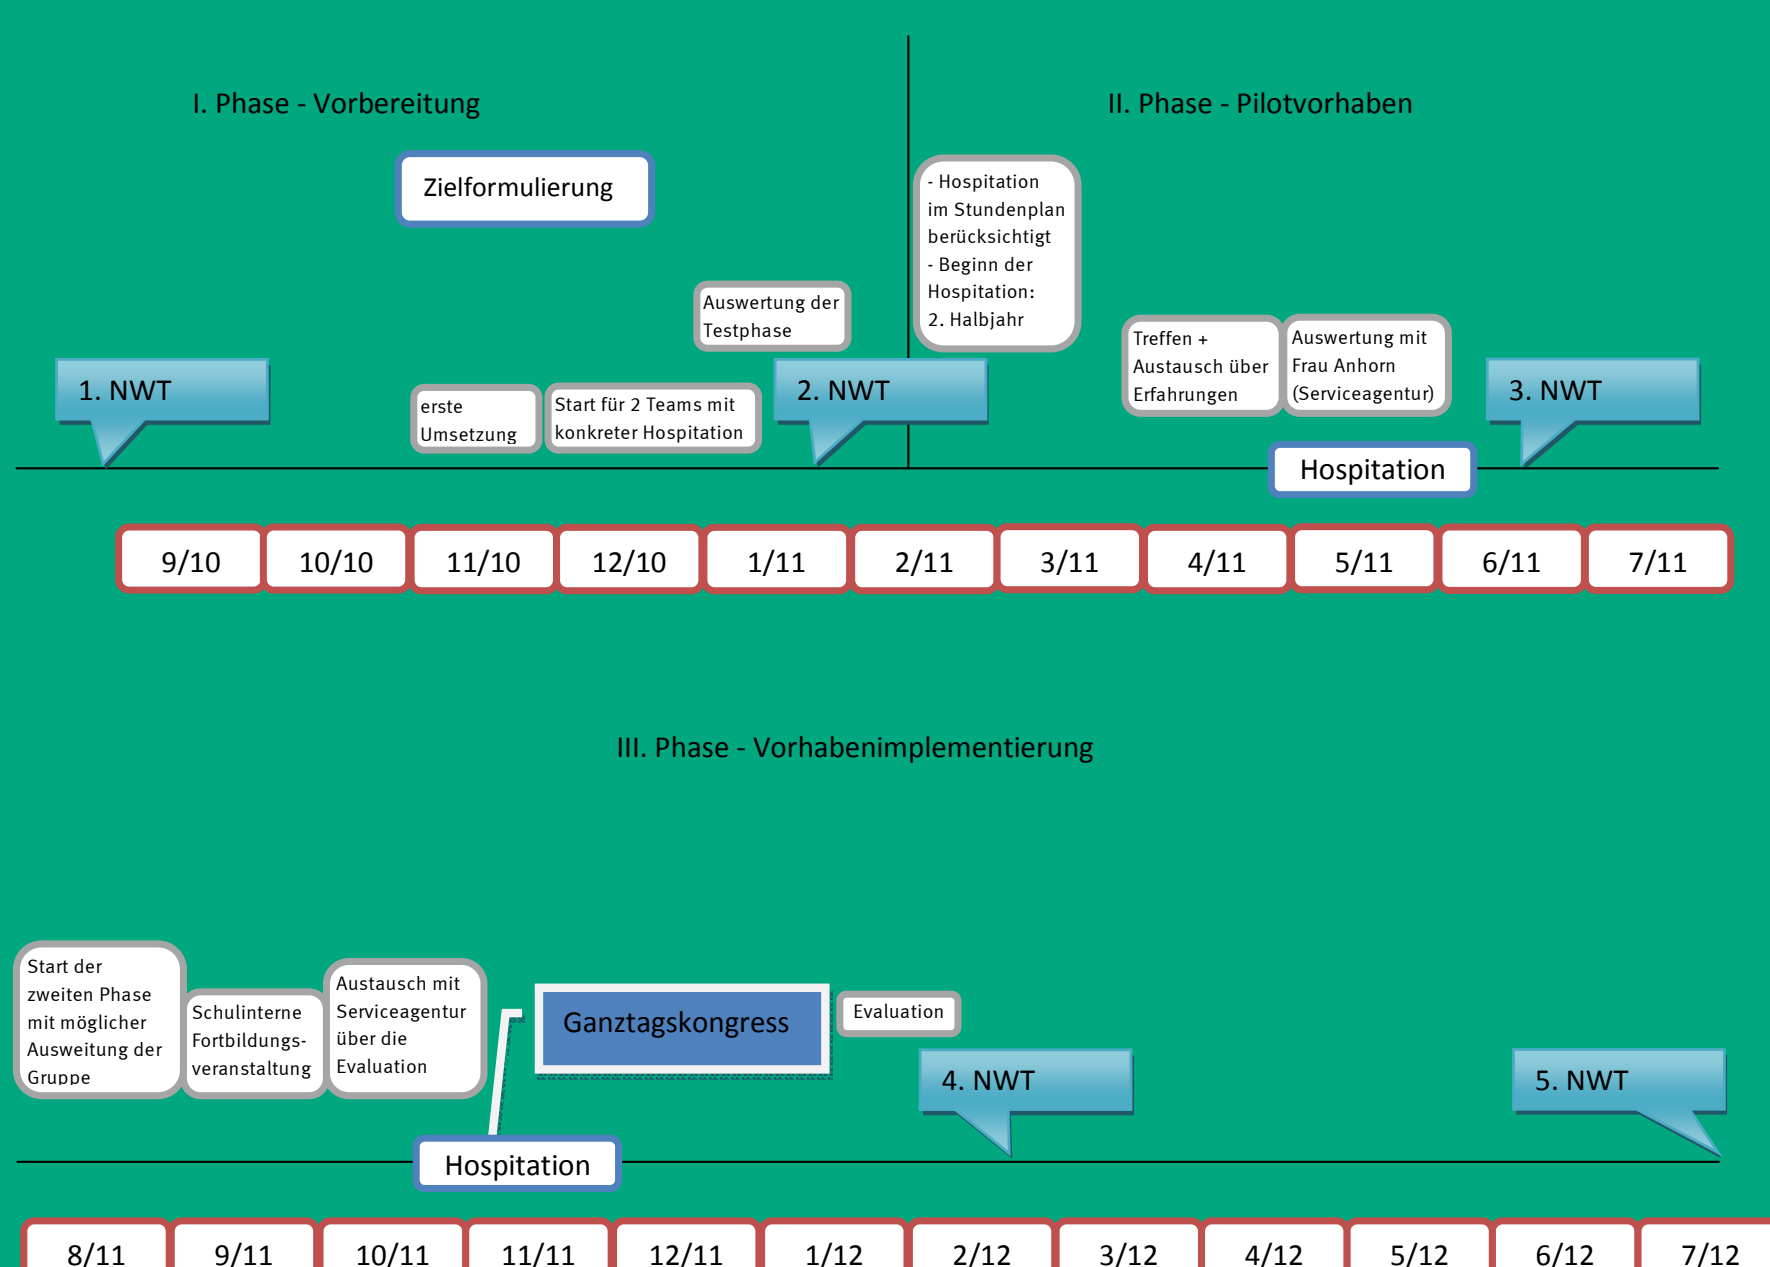 I. Phase - Vorbereitung
II. Phase - Pilotvorhaben
Zielformulierung
- Hospitation
im Stundenplan
berücksichtigt
- Beginn der
Hospitation:
2. Halbjahr
Auswertung der
Testphase
Treffen +
Austausch über
Erfahrungen
Auswertung mit
Frau Anhorn
(Serviceagentur)
1. NWT
erste
Umsetzung
Start für 2 Teams mit
konkreter Hospitation
2. NWT
3. NWT
Hospitation
9/10
10/10
11/10
12/10
1/11
2/11
3/11
4/11
5/11
6/11
7/11
III. Phase - Vorhabenimplementierung
Start der
zweiten Phase
mit möglicher
Ausweitung der
Gruppe
Schulinterne
Fortbildungs-
veranstaltung
Austausch mit
Serviceagentur
über die
Evaluation
Ganztagskongress
Evaluation
4. NWT
5. NWT
Hospitation
8/11
9/11
10/11
11/11
12/11
1/12
2/12
3/12
4/12
5/12
6/12
7/12